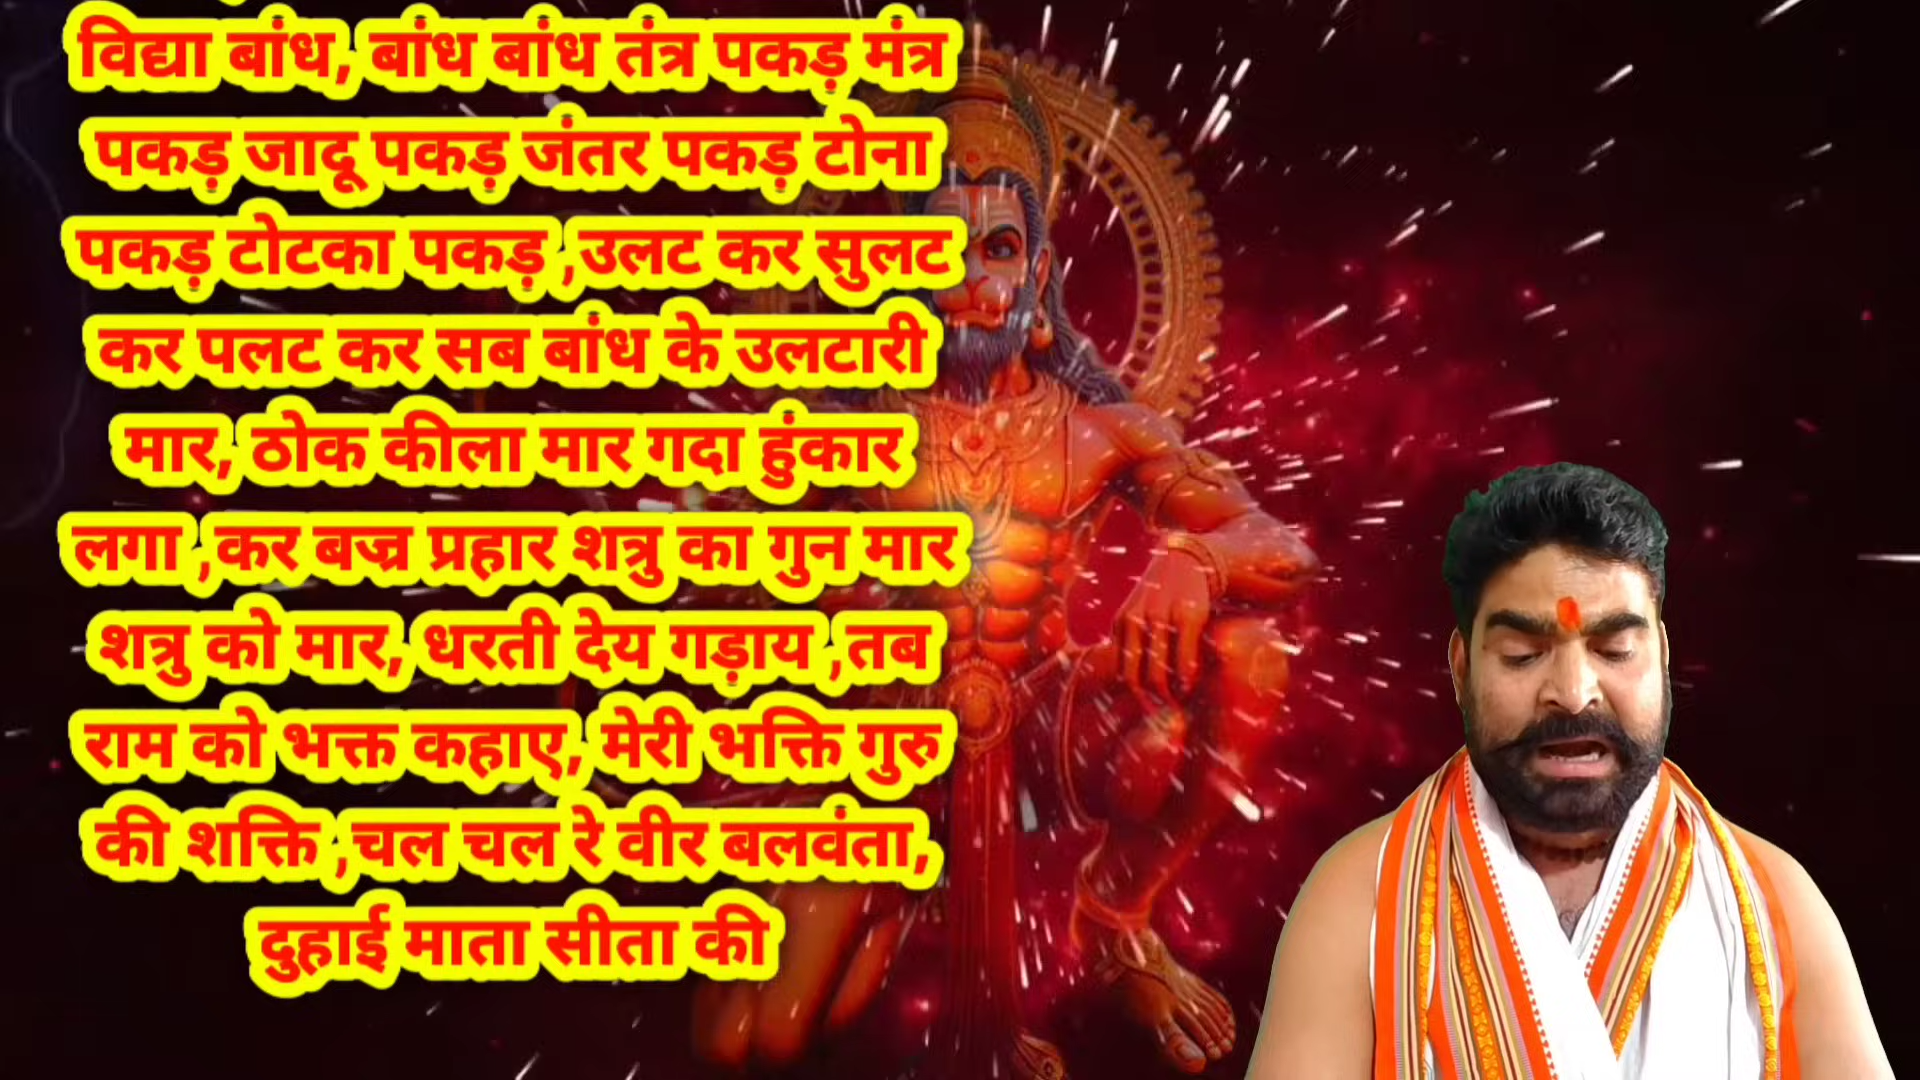 विद्या बांध, बांध बांध तंत्र पकड़ मंत्र
पकड़ जादू पकड़ जंतर पकड़ टोना
पकड़ टोटका पकड़ ,उलट कर सुलट
कर पलट कर सब बांध के उलटारी
मार, ठोक कीला मार गदा हुंकार
लगा ,कर बज्र प्रहार शत्रु का गुन मार
शत्रु को मार, धरती देय गड़ाय ,तब
राम को भक्त कहाए, मेरी भक्ति गुरु
की शक्ति ,चल चल रे वीर बलवंता,
दुहाई माता सीता की